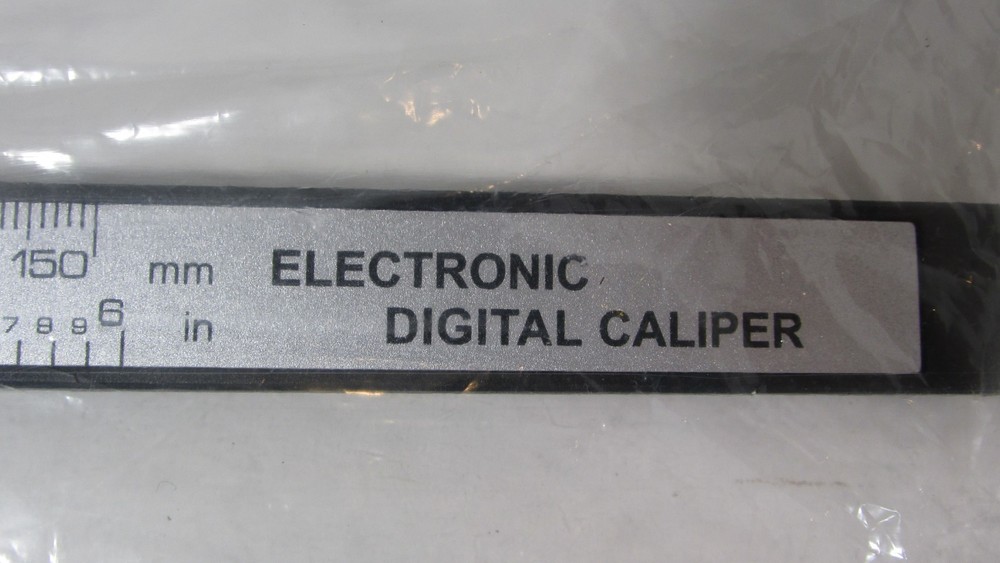 150 mm ELECTRONIC
7 8 9 6 in DIGITAL CALIPER